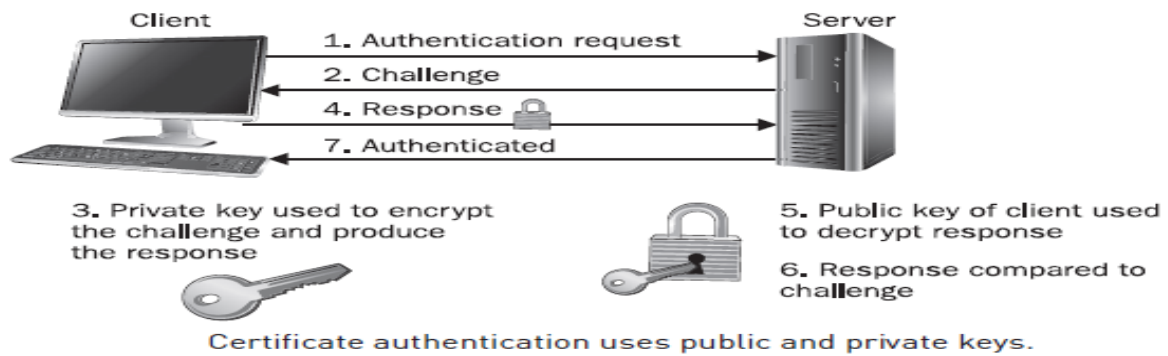 Client
Server
1. Authentication request
2. Challenge
4. Response
7. Authenticated
3. Private key used to encrypt
the challenge and produce
the response
5. Public key of client used
to decrypt response
6. Response compared to
challenge
Certificate authentication uses public and private keys.